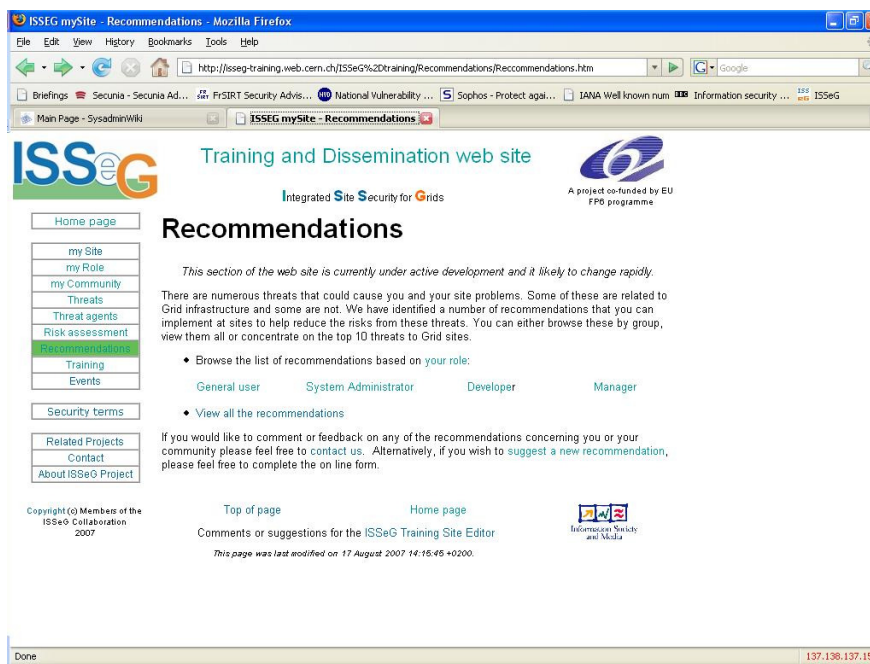 ISSEG mySite - Recommendations - Mozilla Firefox
File Edit View History Bookmarks Tools Help
http://isseg-training.web.cern.ch/ISSeG%2Dtraining/Recommendations/Reccommendations.htm
G Google
Briefings Secunia - Secunia Ad... FrSIRT Security Advis... National Vulnerability ... Sophos - Protect agai... IANA Well known num Information security ... ISSeG
Main Page - SysadminWiki ISSEG mySite - Recommendations
ISSeG
Training and Dissemination web site
Integrated Site Security for Grids
6
A project co-funded by EU
FP6 programme
Home page
my Site
my Role
my Community
Threats
Threat agents
Risk assessment
Recommendations
Training
Events
Security terms
Related Projects
Contact
About ISSeG Project
Copyright (c) Members of the
ISSeG Collaboration
2007
Recommendations
This section of the web site is currently under active development and it likely to change rapidly.
There are numerous threats that could cause you and your site problems. Some of these are related to
Grid infrastructure and some are not. We have identified a number of recommendations that you can
implement at sites to help reduce the risks from these threats. You can either browse these by group,
view them all or concentrate on the top 10 threats to Grid sites.
Browse the list of recommendations based on your role:
General user System Administrator Developer Manager
View all the recommendations
If you would like to comment or feedback on any of the recommendations concerning you or your
community please feel free to contact us. Alternatively, if you wish to suggest a new recommendation,
please feel free to complete the on line form.
Top of page Home page
Comments or suggestions for the ISSeG Training Site Editor
This page was last modified on 17 August 2007 14:15:45 +0200.
Information Society
and Media
Done
137.138.137.15